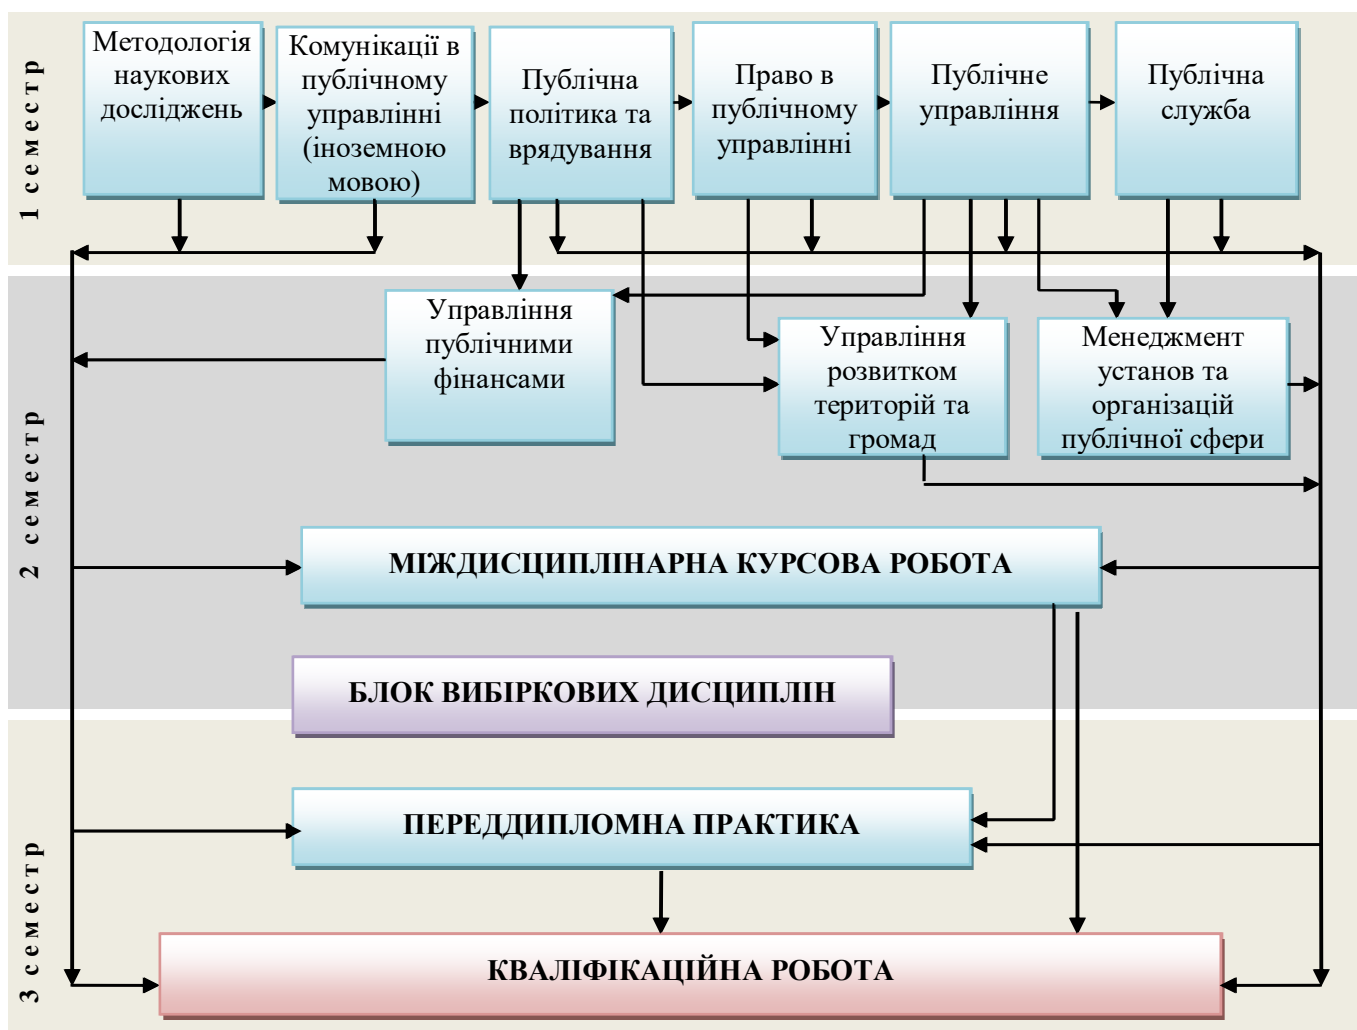 1 семестр
Методологія
наукових
досліджень
Комунікації в
публічному
управлінні
(іноземною
мовою)
Публічна
політика та
врядування
Право в
публічному
управлінні
Публічне
управління
Публічна
служба
2 семестр
Управління
публічними
фінансами
Управління
розвитком
територій та
громад
Менеджмент
установ та
організацій
публічної сфери
МІЖДИСЦИПЛІНАРНА КУРСОВА РОБОТА
БЛОК ВИБІРКОВИХ ДИСЦИПЛІН
3 семестр
ПЕРЕДДИПЛОМНА ПРАКТИКА
КВАЛІФІКАЦІЙНА РОБОТА